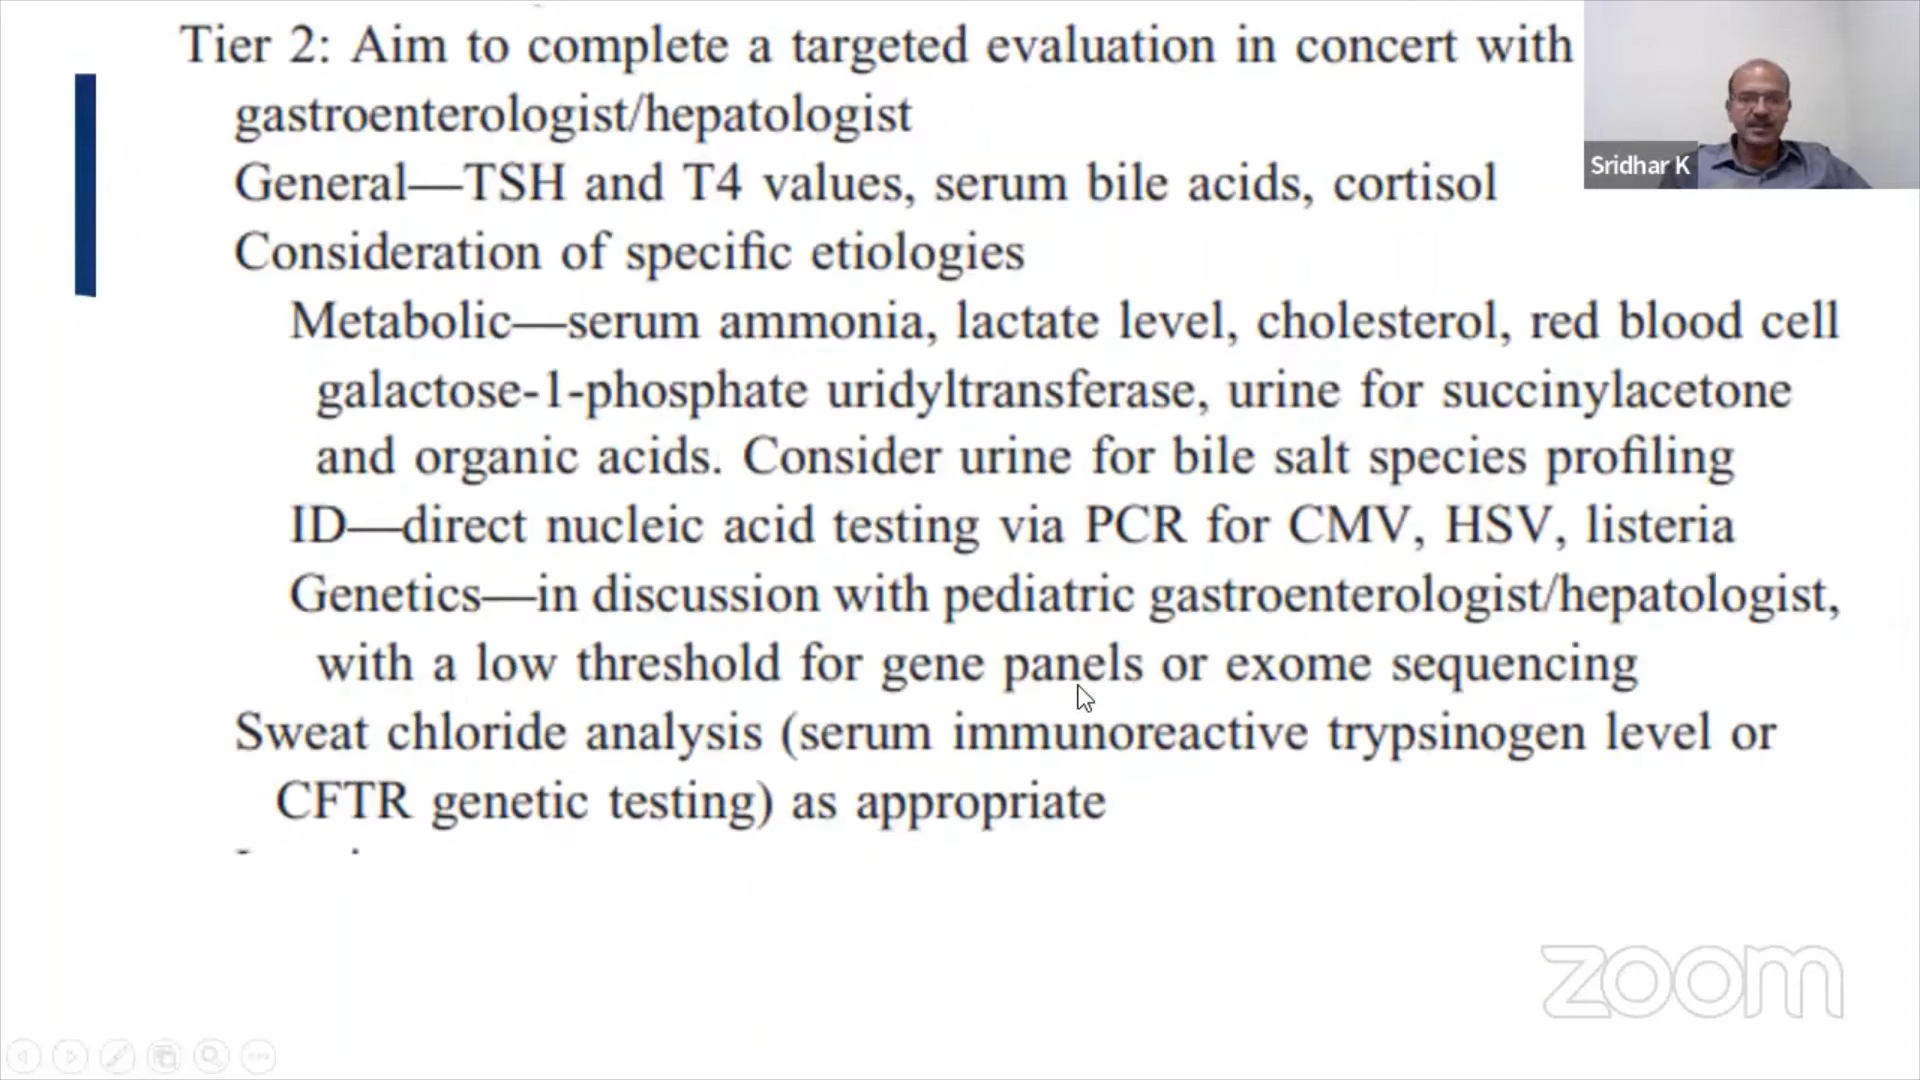 Tier 2: Aim to complete a targeted evaluation in concert with
gastroenterologist/hepatologist
General—TSH and T4 values, serum bile acids, cortisol
Consideration of specific etiologies
Metabolic—serum ammonia, lactate level, cholesterol, red blood cell
galactose-1-phosphate uridyltransferase, urine for succinylacetone
and organic acids. Consider urine for bile salt species profiling
ID—direct nucleic acid testing via PCR for CMV, HSV, listeria
Genetics—in discussion with pediatric gastroenterologist/hepatologist,
with a low threshold for gene panels or exome sequencing
Sweat chloride analysis (serum immunoreactive trypsinogen level or
CFTR genetic testing) as appropriate
Sridhar K
zoom